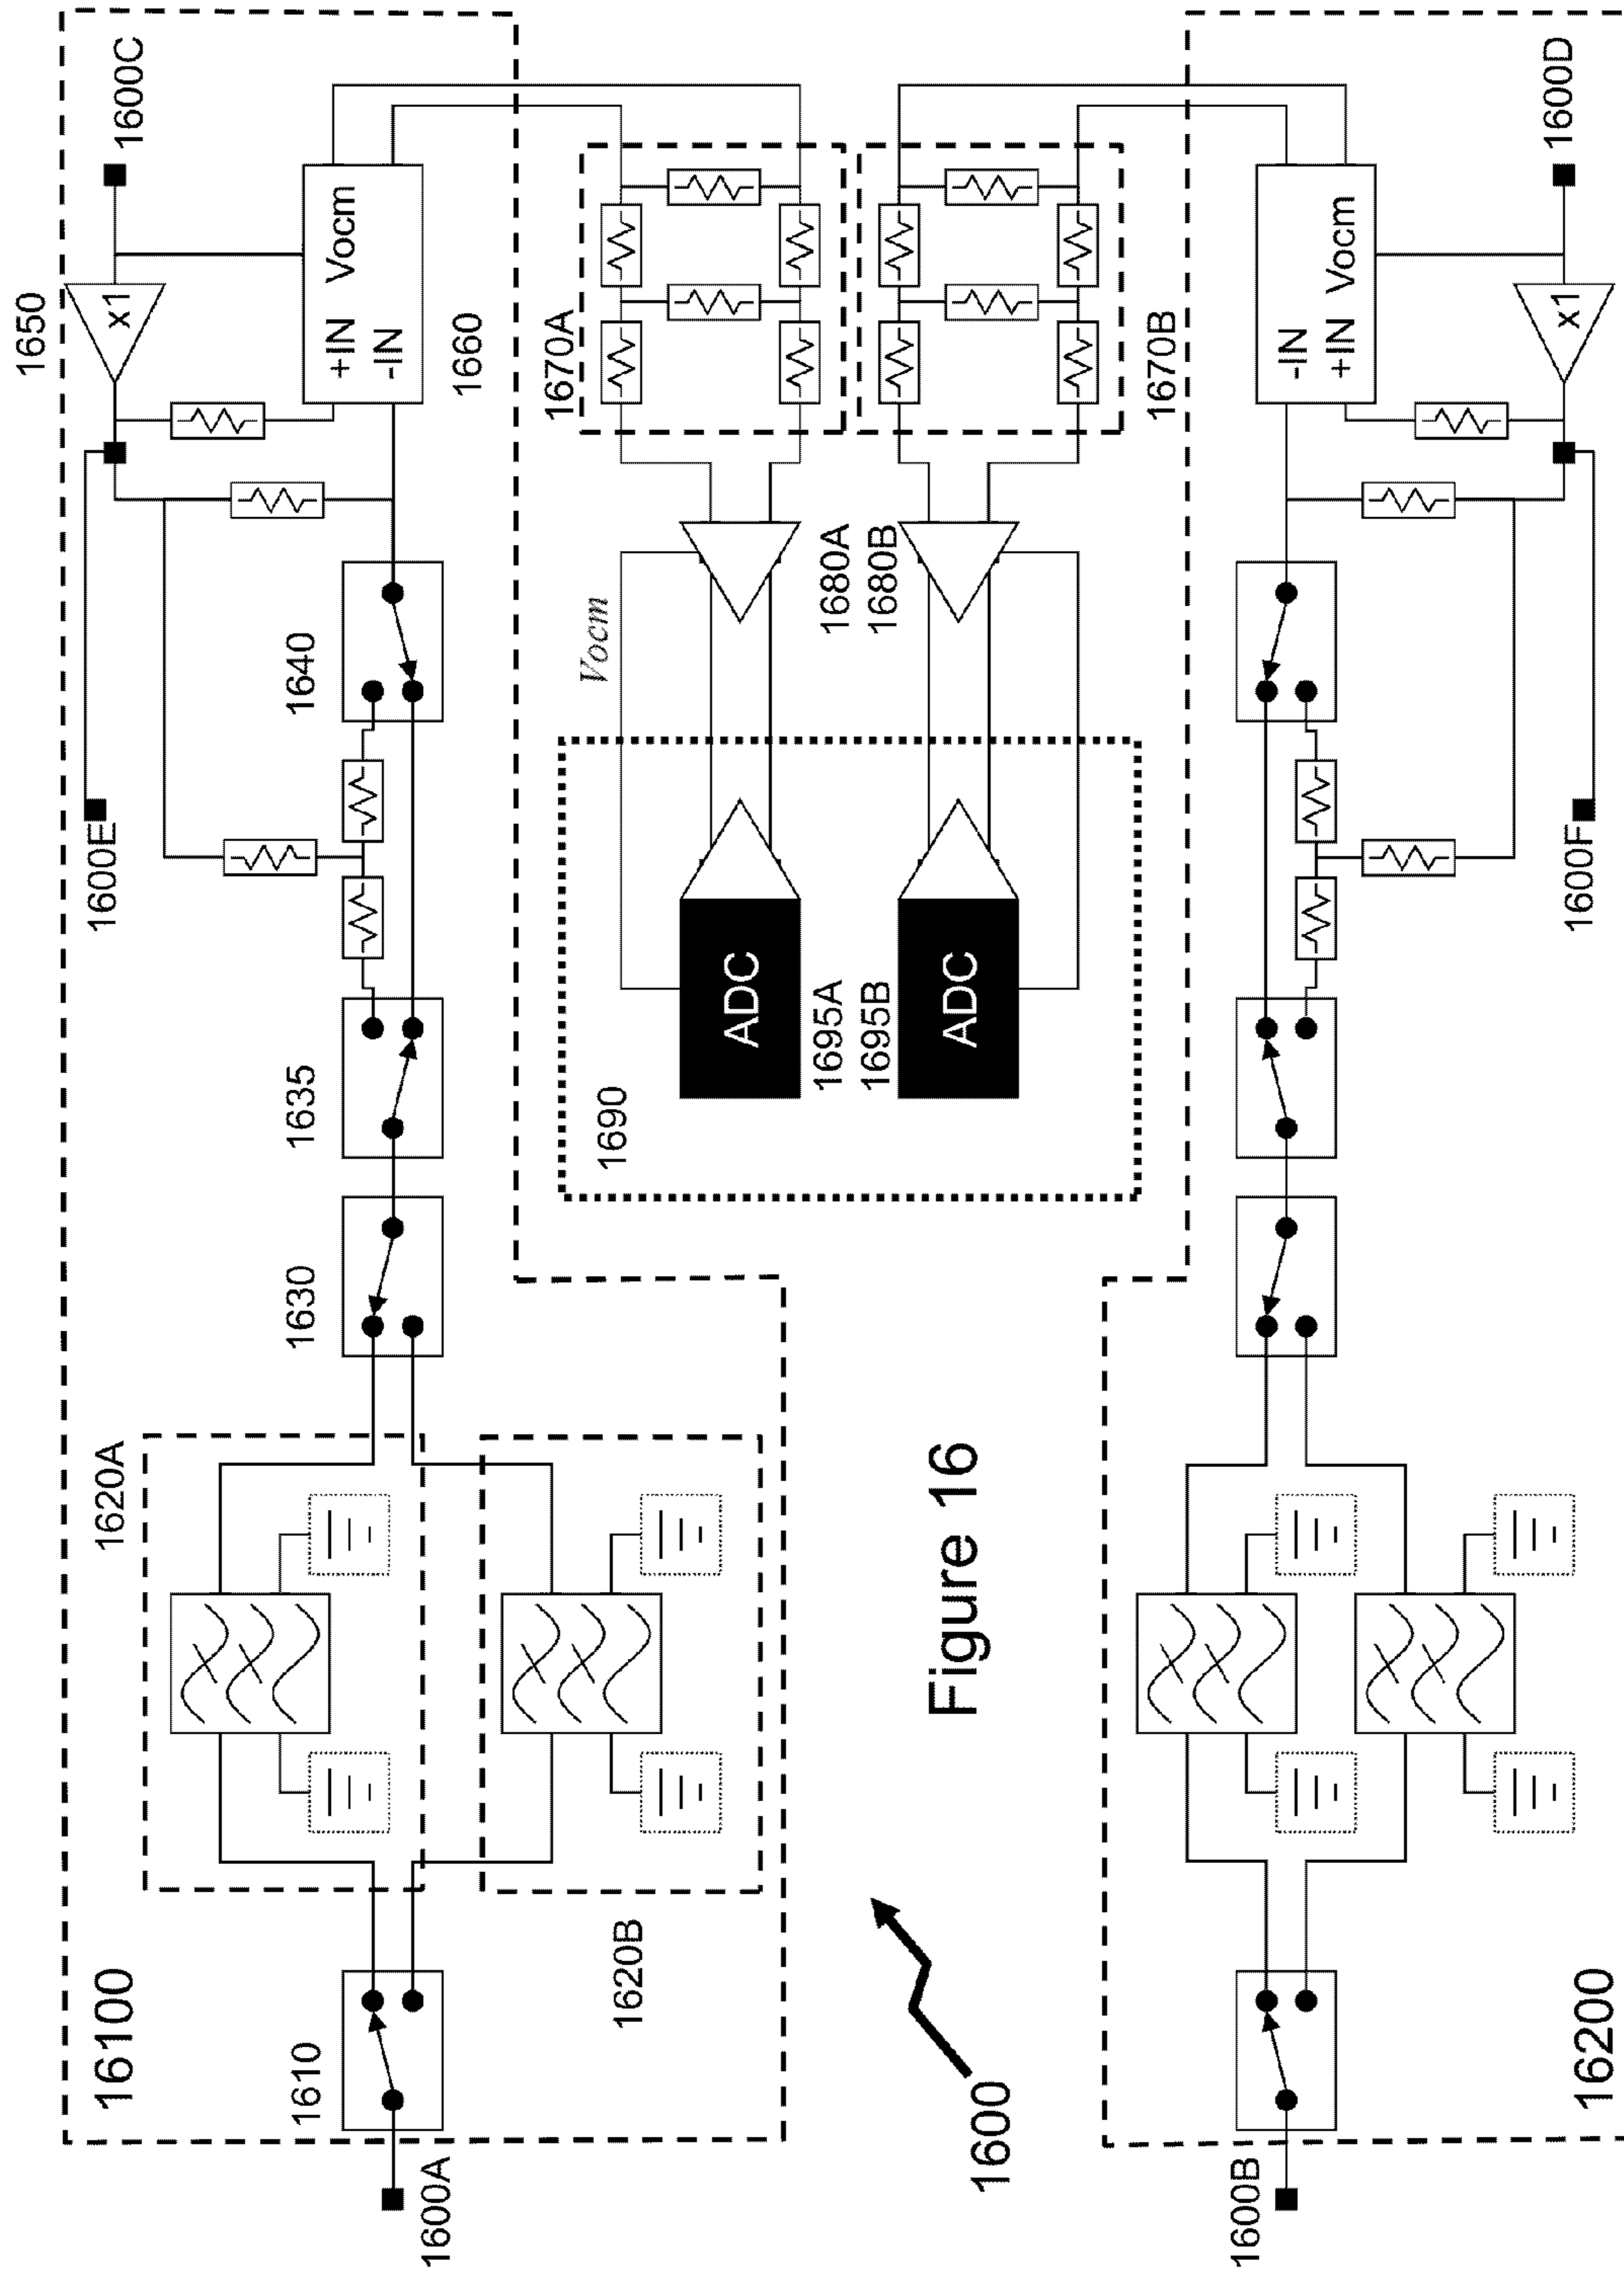 16100
1600A
1610
1620A
1620B
1630
1635
1640
1600E
1650
x1
1600C
+IN Vocm
-IN
1660
1670A
Vocm
1680A
1690
ADC
1695A
1695B
ADC
1680B
1670B
1600
Figure 16
16200
1600B
-IN
+IN Vocm
x1
1600D
1600F